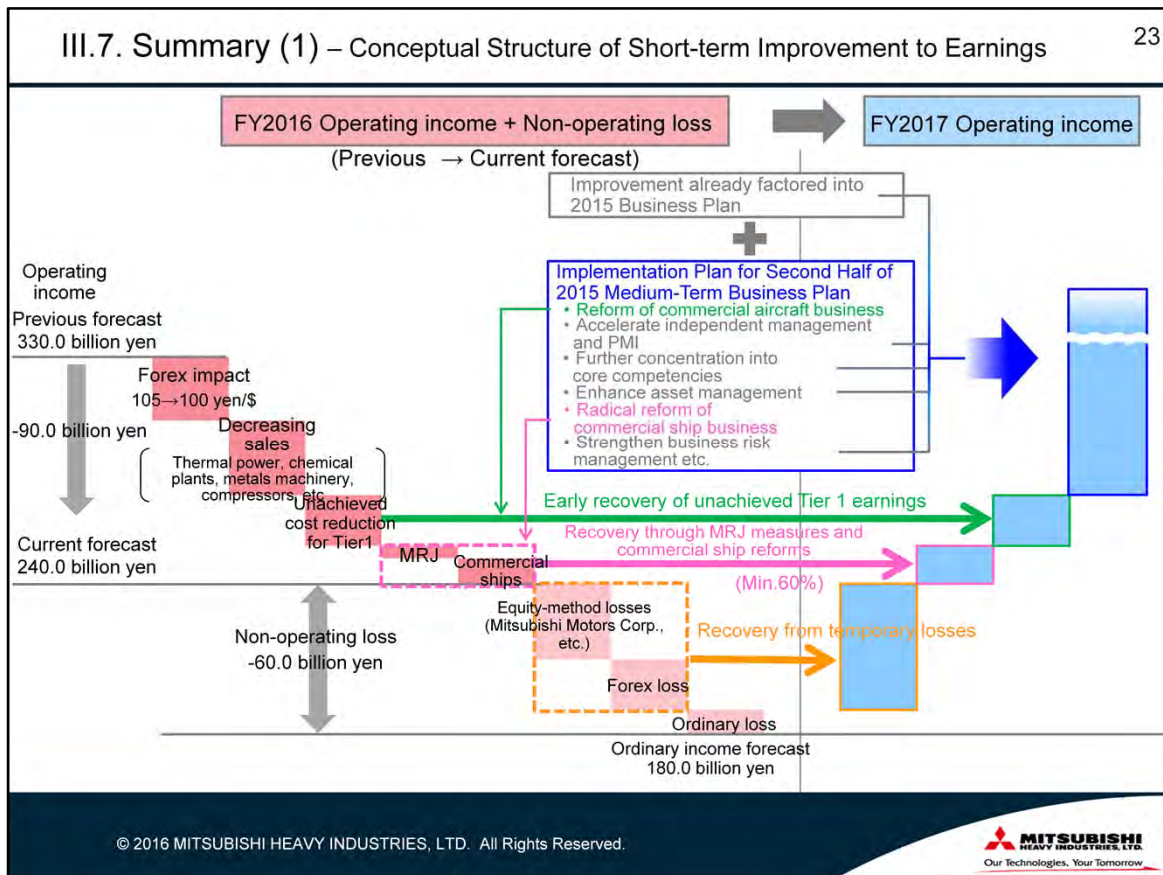 III.7. Summary (1) – Conceptual Structure of Short-term Improvement to Earnings
23
FY2016 Operating income + Non-operating loss
(Previous → Current forecast)
FY2017 Operating income
Improvement already factored into
2015 Business Plan
Implementation Plan for Second Half of
2015 Medium-Term Business Plan
• Reform of commercial aircraft business
• Accelerate independent management
and PMI
• Further concentration into
core competencies
• Enhance asset management
• Radical reform of
commercial ship business
• Strengthen business risk
management etc.
Operating
income
Previous forecast
330.0 billion yen
Forex impact
105→100 yen/$
-90.0 billion yen
Decreasing
sales
Thermal power, chemical
plants, metals machinery,
compressors, etc
Unachieved
cost reduction
for Tier1
Early recovery of unachieved Tier 1 earnings
Current forecast
240.0 billion yen
MRJ
Commercial
ships
Recovery through MRJ measures and
commercial ship reforms
(Min.60%)
Non-operating loss
-60.0 billion yen
Equity-method losses
(Mitsubishi Motors Corp.,
etc.)
Recovery from temporary losses
Forex loss
Ordinary loss
Ordinary income forecast
180.0 billion yen
© 2016 MITSUBISHI HEAVY INDUSTRIES, LTD. All Rights Reserved.
MITSUBISHI
HEAVY INDUSTRIES, LTD.
Our Technologies, Your Tomorrow